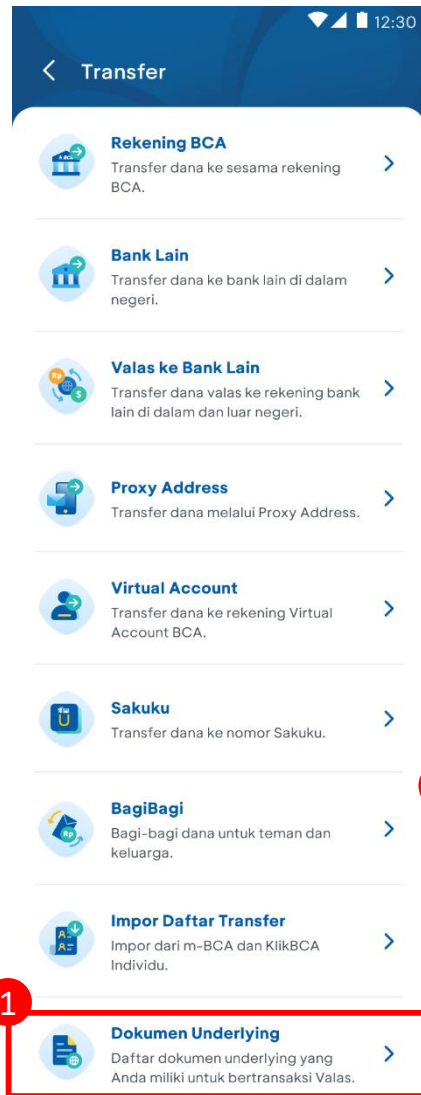 12:30
Transfer
Rekening BCA
Transfer dana ke sesama rekening
BCA.
Bank Lain
Transfer dana ke bank lain di dalam
negeri.
Valas ke Bank Lain
Transfer dana valas ke rekening bank
lain di dalam dan luar negeri.
Proxy Address
Transfer dana melalui Proxy Address.
Virtual Account
Transfer dana ke rekening Virtual
Account BCA.
Sakuku
Transfer dana ke nomor Sakuku.
BagiBagi
Bagi-bagi dana untuk teman dan
keluarga.
Impor Daftar Transfer
Impor dari m-BCA dan KlikBCA
Individu.
1
Dokumen Underlying
Daftar dokumen underlying yang
Anda miliki untuk bertransaksi Valas.